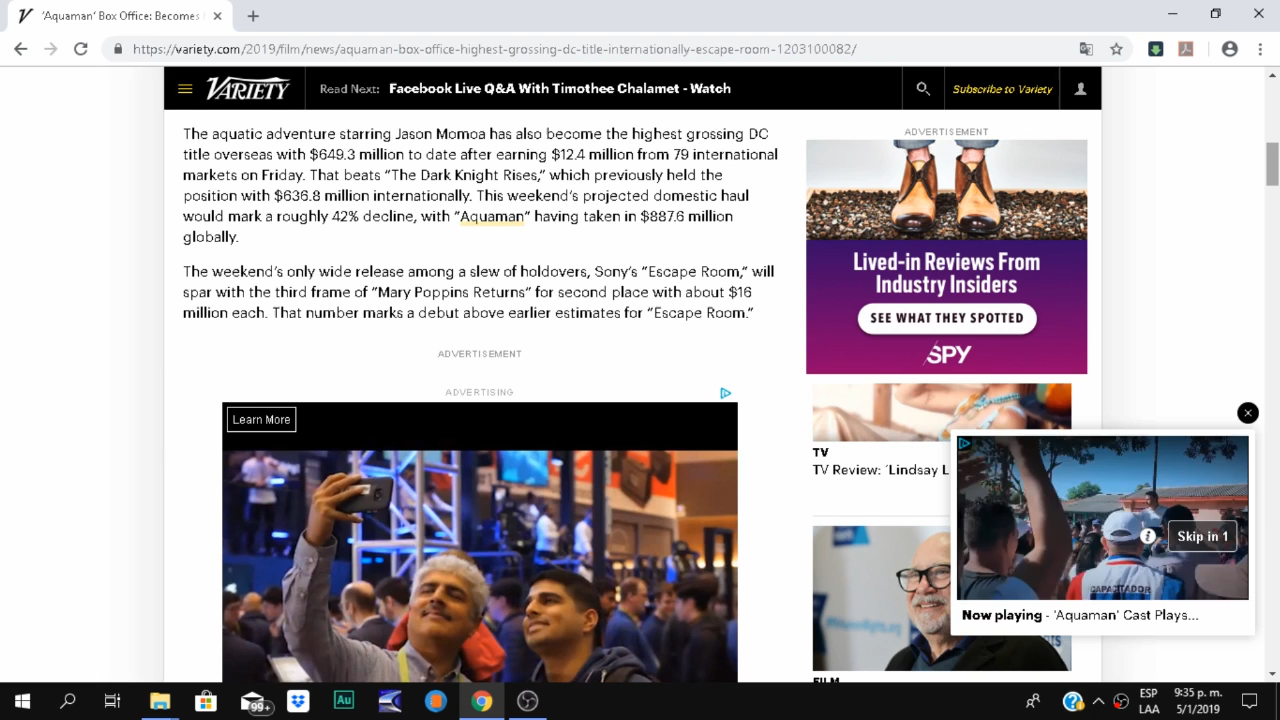 'Aquaman' Box Office: Becomes
https://variety.com/2019/film/news/aquaman-box-office-highest-grossing-dc-title-internationally-escape-room-1203100082/
VARIETY
Read Next: Facebook Live Q&A With Timothee Chalamet - Watch
Subscribe to Variety
The aquatic adventure starring Jason Momoa has also become the highest grossing DC
title overseas with $649.3 million to date after earning $12.4 million from 79 international
markets on Friday. That beats "The Dark Knight Rises," which previously held the
position with $636.8 million internationally. This weekend's projected domestic haul
would mark a roughly 42% decline, with "Aquaman" having taken in $887.6 million
globally.
The weekend's only wide release among a slew of holdovers, Sony's "Escape Room," will
spar with the third frame of "Mary Poppins Returns" for second place with about $16
million each. That number marks a debut above earlier estimates for "Escape Room."
ADVERTISEMENT
ADVERTISING
Learn More
ADVERTISEMENT
Lived-in Reviews From
Industry Insiders
SEE WHAT THEY SPOTTED
SPY
TV
TV Review: 'Lindsay L
CAPACITADOR
Skip in 1
Now playing - 'Aquaman' Cast Plays...
FILM
99+
Au
ESP
LAA
9:35 p. m.
5/1/2019